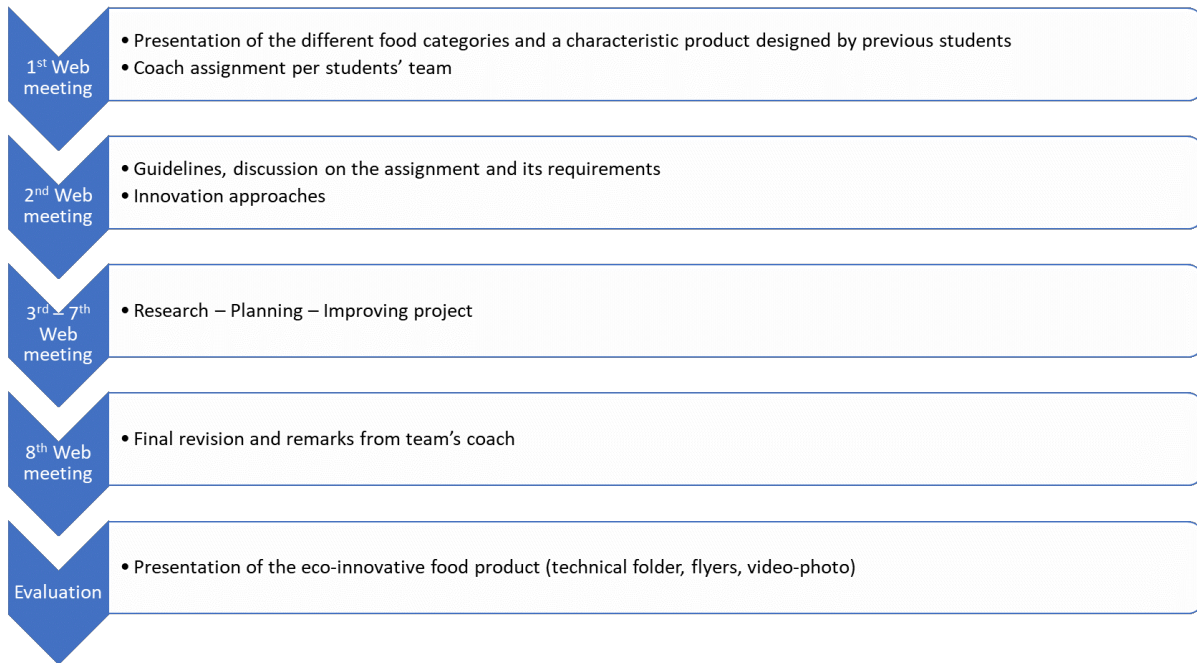 1st Web
meeting
• Presentation of the different food categories and a characteristic product designed by previous students
• Coach assignment per students’ team
2nd Web
meeting
• Guidelines, discussion on the assignment and its requirements
• Innovation approaches
3rd – 7th
Web
meeting
• Research – Planning – Improving project
8th Web
meeting
• Final revision and remarks from team’s coach
Evaluation
• Presentation of the eco-innovative food product (technical folder, flyers, video-photo)